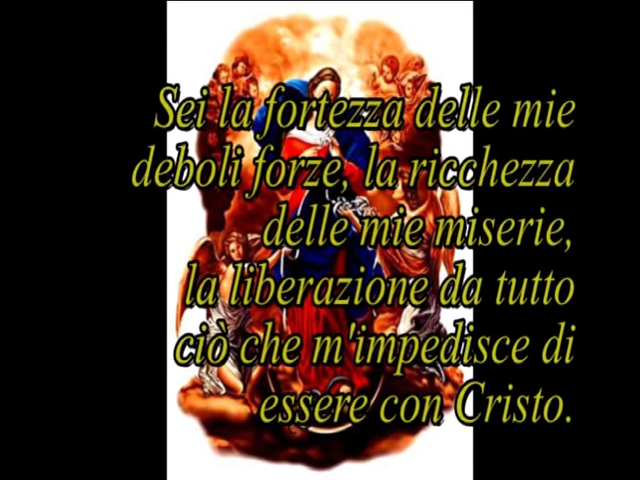 Sei la fortezza delle mie
deboli forze, la ricchezza
delle mie miserie,
la liberazione da tutto
ciò che m'impedisce di
essere con Cristo.